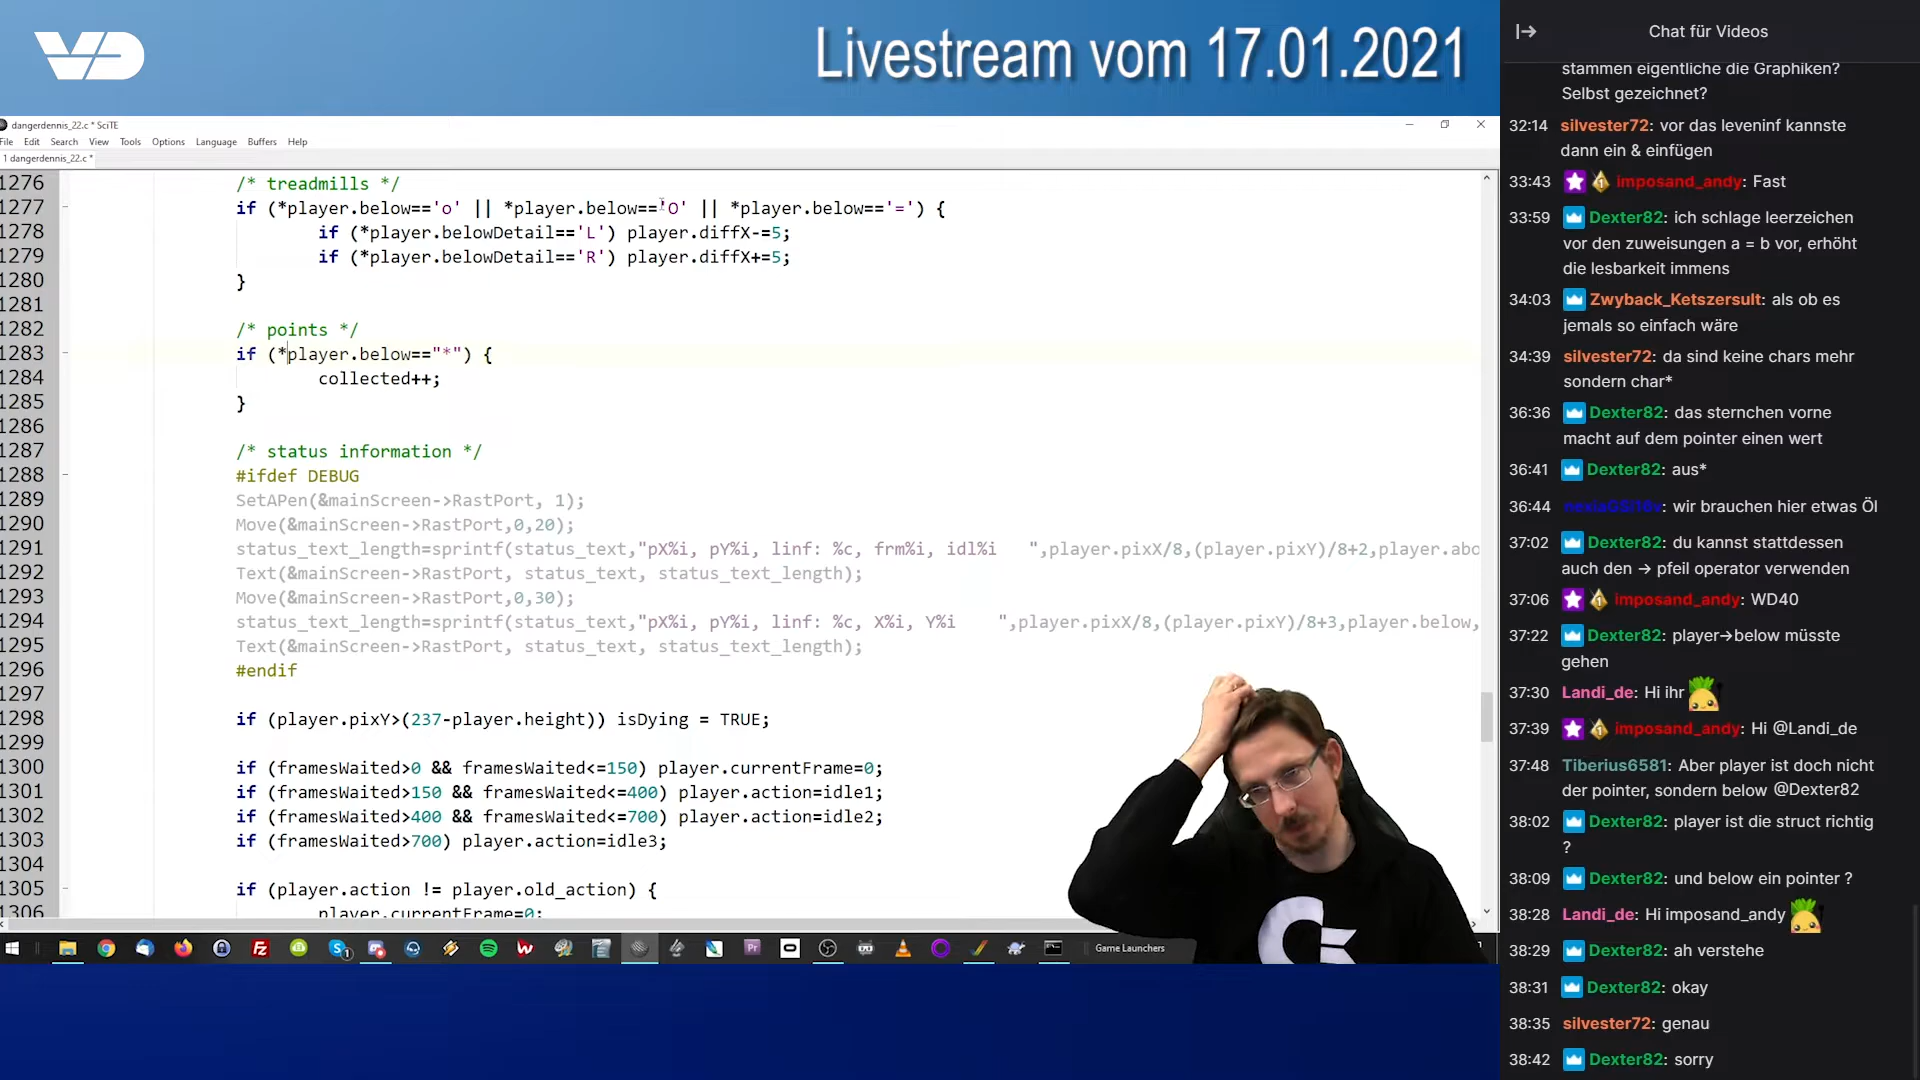 VD
Livestream vom 17.01.2021
dangerdennis_22.c * SciTE
File Edit Search View Tools Options Language Buffers Help
1 dangerdennis_22.c *
1276 /* treadmills */
1277 if (*player.below=='o' || *player.below=='O' || *player.below=='=') {
1278 if (*player.belowDetail=='L') player.diffX-=5;
1279 if (*player.belowDetail=='R') player.diffX+=5;
1280 }
1281
1282 /* points */
1283 if (*player.below=="*") {
1284 collected++;
1285 }
1286
1287 /* status information */
1288 #ifdef DEBUG
1289 SetAPen(&mainScreen->RastPort, 1);
1290 Move(&mainScreen->RastPort,0,20);
1291 status_text_length=sprintf(status_text,"pX%i, pY%i, linf: %c, frm%i, idl%i   ",player.pixX/8,(player.pixY)/8+2,player.abo
1292 Text(&mainScreen->RastPort, status_text, status_text_length);
1293 Move(&mainScreen->RastPort,0,30);
1294 status_text_length=sprintf(status_text,"pX%i, pY%i, linf: %c, X%i, Y%i    ",player.pixX/8,(player.pixY)/8+3,player.below,
1295 Text(&mainScreen->RastPort, status_text, status_text_length);
1296 #endif
1297
1298 if (player.pixY>(237-player.height)) isDying = TRUE;
1299
1300 if (framesWaited>0 && framesWaited<=150) player.currentFrame=0;
1301 if (framesWaited>150 && framesWaited<=400) player.action=idle1;
1302 if (framesWaited>400 && framesWaited<=700) player.action=idle2;
1303 if (framesWaited>700) player.action=idle3;
1304
1305 if (player.action != player.old_action) {
1306 player.currentFrame=0;
Game Launchers
Chat für Videos
stammen eigentliche die Graphiken?
Selbst gezeichnet?
32:14 silvester72: vor das leveninf kannste
dann ein & einfügen
33:43 imposand_andy: Fast
33:59 Dexter82: ich schlage leerzeichen
vor den zuweisungen a = b vor, erhöht
die lesbarkeit immens
34:03 Zwyback_Ketszersult: als ob es
jemals so einfach wäre
34:39 silvester72: da sind keine chars mehr
sondern char*
36:36 Dexter82: das sternchen vorne
macht auf dem pointer einen wert
36:41 Dexter82: aus*
36:44 : wir brauchen hier etwas Öl
37:02 Dexter82: du kannst stattdessen
auch den → pfeil operator verwenden
37:06 imposand_andy: WD40
37:22 Dexter82: player→below müsste
gehen
37:30 Landi_de: Hi ihr
37:39 imposand_andy: Hi @Landi_de
37:48 Tiberius6581: Aber player ist doch nicht
der pointer, sondern below @Dexter82
38:02 Dexter82: player ist die struct richtig
?
38:09 Dexter82: und below ein pointer ?
38:28 Landi_de: Hi imposand_andy
38:29 Dexter82: ah verstehe
38:31 Dexter82: okay
38:35 silvester72: genau
38:42 Dexter82: sorry